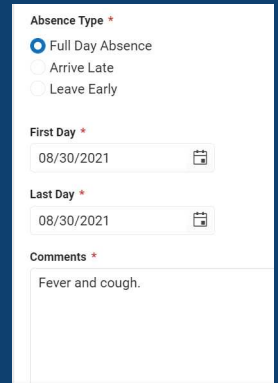 Absence Type *
Full Day Absence
Arrive Late
Leave Early
First Day *
08/30/2021
Last Day *
08/30/2021
Comments *
Fever and cough.